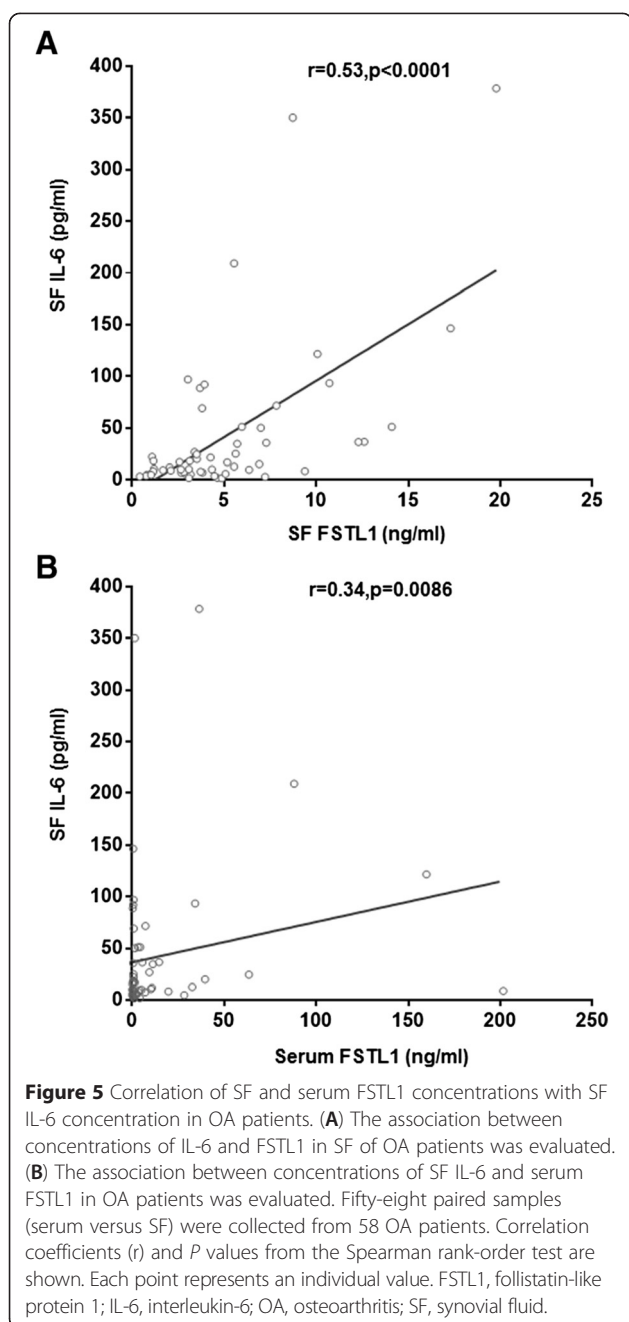 A
r=0.53,p<0.0001
400
350
300
250
200
150
100
50
0
SF IL-6 (pg/ml)
0 5 10 15 20 25
SF FSTL1 (ng/ml)
B
r=0.34,p=0.0086
400
350
300
250
200
150
100
50
0
SF IL-6 (pg/ml)
0 50 100 150 200 250
Serum FSTL1 (ng/ml)
Figure 5 Correlation of SF and serum FSTL1 concentrations with SF
IL-6 concentration in OA patients. (A) The association between
concentrations of IL-6 and FSTL1 in SF of OA patients was evaluated.
(B) The association between concentrations of SF IL-6 and serum
FSTL1 in OA patients was evaluated. Fifty-eight paired samples
(serum versus SF) were collected from 58 OA patients. Correlation
coefficients (r) and P values from the Spearman rank-order test are
shown. Each point represents an individual value. FSTL1, follistatin-like
protein 1; IL-6, interleukin-6; OA, osteoarthritis; SF, synovial fluid.